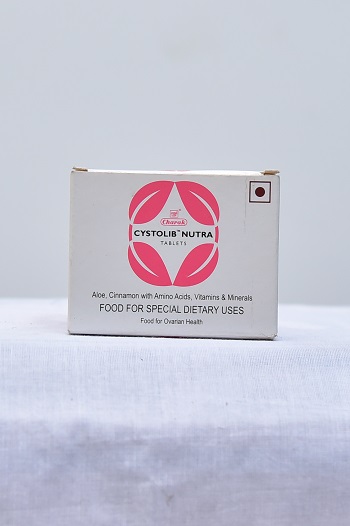 Charak
CYSTOLIB™ NUTRA
TABLETS
Aloe, Cinnamon with Amino Acids, Vitamins & Minerals
FOOD FOR SPECIAL DIETARY USES
Food for Ovarian Health